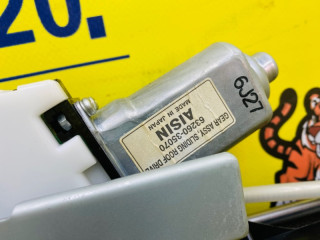 20.
6J27
GEAR ASSY, SLIDING ROOF DRIVE
63260-35070
AISIN
MADE IN JAPAN